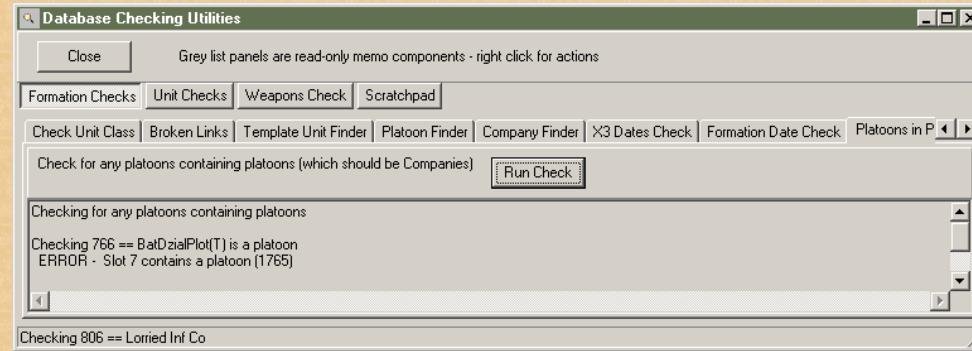 Database Checking Utilities
Close Grey list panels are read-only memo components - right click for actions
Formation Checks Unit Checks Weapons Check Scratchpad
Check Unit Class Broken Links Template Unit Finder Platoon Finder Company Finder X3 Dates Check Formation Date Check Platoons in P
Check for any platoons containing platoons (which should be Companies) Run Check
Checking for any platoons containing platoons
Checking 766 == BatDzialPlot(T) is a platoon
ERROR - Slot 7 contains a platoon (1765)
Checking 806 == Lorried Inf Co